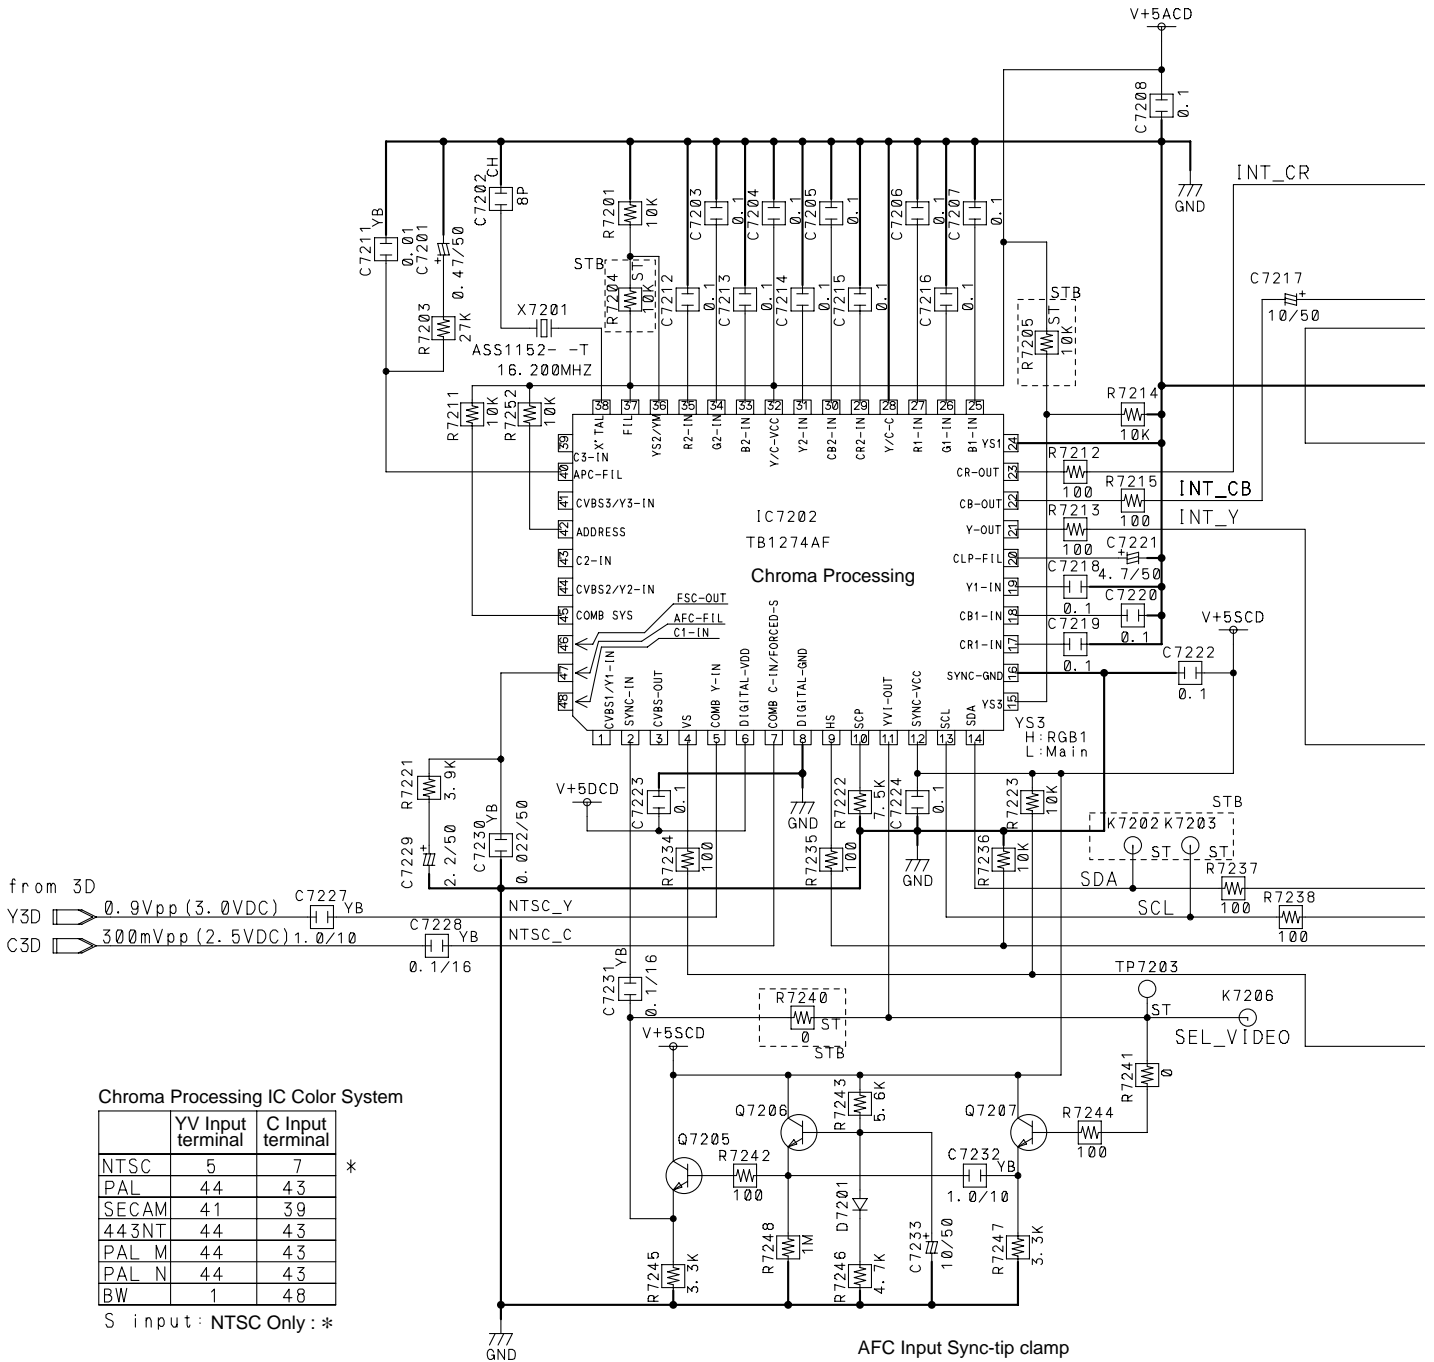 V+5ACD
C7208
0.1
INT_CR
GND
C7211
YB
0.01
C7201
0.47/50
R7203
27K
C7202
CH
8P
R7201
10K
STB
R7204
ST
10K
C7203
0.1
C7204
0.1
C7205
0.1
C7206
0.1
C7207
0.1
C7212
0.1
C7213
0.1
C7214
0.1
C7215
0.1
C7216
0.1
STB
R7205
ST
10K
C7217
10/50
X7201
ASS1152- -T
16.200MHZ
R7211
10K
R7252
10K
R7214
10K
38 37 36 35 34 33 32 31 30 29 28 27 26 25
X'TAL
FIL
YS2/YM
R2-IN
G2-IN
B2-IN
Y/C-VCC
Y2-IN
CB2-IN
CR2-IN
Y/C-C
R1-IN
G1-IN
B1-IN
39 C3-IN
40 APC-FIL
41 CVBS3/Y3-IN
42 ADDRESS
43 C2-IN
44 CVBS2/Y2-IN
45 COMB SYS
46 FSC-OUT
47 AFC-FIL
48 C1-IN
IC7202
TB1274AF
Chroma Processing
YS1 24
CR-OUT 23
CB-OUT 22
Y-OUT 21
CLP-FIL 20
Y1-IN 19
CB1-IN 18
CR1-IN 17
SYNC-GND 16
YS3 15
R7212
100
R7215
100
INT_CB
R7213
100
INT_Y
C7221
4.7/50
C7218
0.1
C7220
0.1
C7219
0.1
V+5SCD
C7222
0.1
CVBS1/Y1-IN
SYNC-IN
CVBS-OUT
VS
COMB Y-IN
DIGITAL-VDD
COMB C-IN/FORCED-S
DIGITAL-GND
HS
SCP
YVI-OUT
SYNC-VCC
SCL
SDA
1 2 3 4 5 6 7 8 9 10 11 12 13 14
YS3
H:RGB1
L:Main
R7221
3.9K
C7229
2.2/50
C7230
YB
0.022/50
V+5DCD
C7223
0.1
GND
R7222
7.5K
C7224
0.1
R7223
10K
R7234
100
R7235
100
GND
R7236
10K
STB
K7202 K7203
ST ST
SDA
R7237
100
SCL
R7238
100
from 3D
Y3D 0.9Vpp(3.0VDC) C7227 YB NTSC_Y
1.0/10
C3D 300mVpp(2.5VDC) C7228 YB NTSC_C
0.1/16
C7231
YB
0.1/16
R7240
ST
0
STB
TP7203
ST
K7206
SEL_VIDEO
V+5SCD
R7241
0
Q7205
R7242
100
Q7206
R7243
5.6K
Q7207
R7244
100
C7232
YB
1.0/10
D7201
R7245
3.3K
R7248
1M
R7246
4.7K
C7233
10/50
R7247
3.3K
GND
AFC Input Sync-tip clamp
Chroma Processing IC Color System
YV Input terminal C Input terminal
NTSC 5 7 *
PAL 44 43
SECAM 41 39
443NT 44 43
PAL M 44 43
PAL N 44 43
BW 1 48
S input: NTSC Only : *